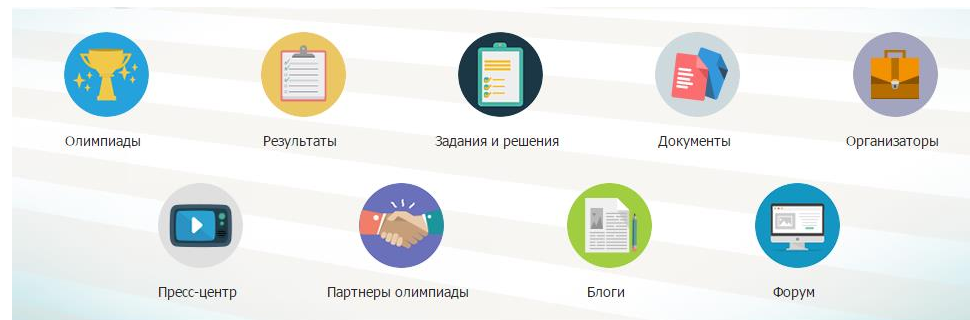 Олимпиады
Результаты
Задания и решения
Документы
Организаторы
Пресс-центр
Партнеры олимпиады
Блоги
Форум